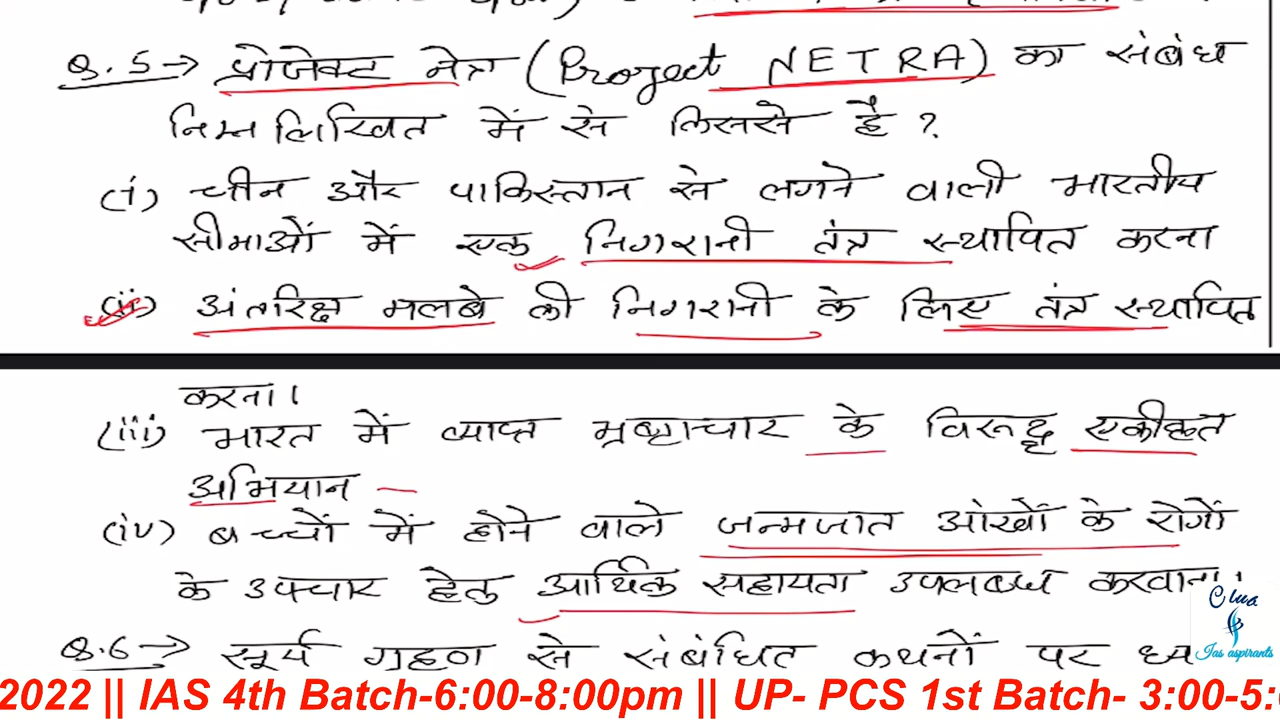 Q.5→ प्रोजेक्ट नेत्रा (Project NETRA) का संबंध
निम्नलिखित में से किससे है ?
(i) चीन और पाकिस्तान से लगने वाली भारतीय
सीमाओं में एक निगरानी तंत्र स्थापित करना
(ii) अंतरिक्ष मलबे की निगरानी के लिए तंत्र स्थापित
करना।
(iii) भारत में व्याप्त भ्रष्टाचार के विरूद्ध एकीकृत
अभियान
(iv) बच्चों में होने वाले जन्मजात आंखों के रोगों
के उपचार हेतु आर्थिक सहायता उपलब्ध करवाना।
Q.6→ सूर्य ग्रहण से संबंधित कथनों पर ध्य
Clua
Ias aspirants
2022 || IAS 4th Batch-6:00-8:00pm || UP- PCS 1st Batch- 3:00-5: